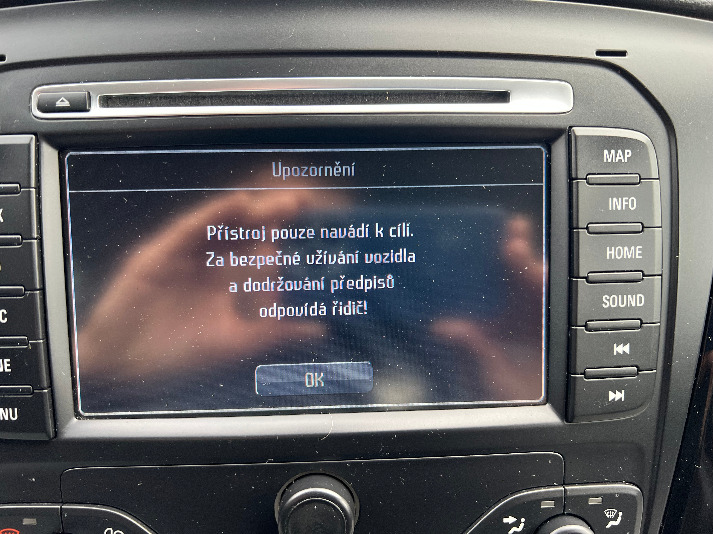 Upozornění
Přístroj pouze navádí k cíli.
Za bezpečné užívání vozidla
a dodržování předpisů
odpovídá řidič!
OK
MAP
INFO
HOME
SOUND